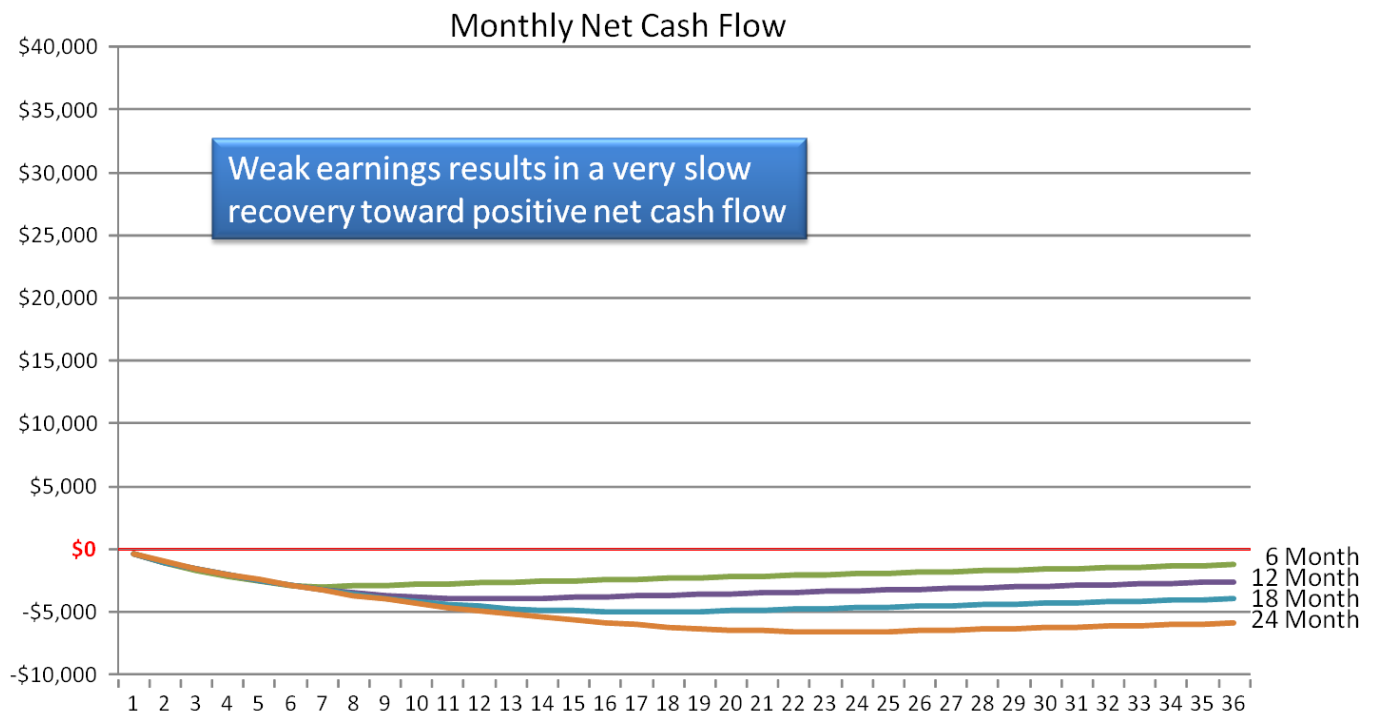 Monthly Net Cash Flow
$40,000
$35,000
$30,000
$25,000
$20,000
$15,000
$10,000
$5,000
$0
-$5,000
-$10,000
Weak earnings results in a very slow
recovery toward positive net cash flow
6 Month
12 Month
18 Month
24 Month
1 2 3 4 5 6 7 8 9 10 11 12 13 14 15 16 17 18 19 20 21 22 23 24 25 26 27 28 29 30 31 32 33 34 35 36